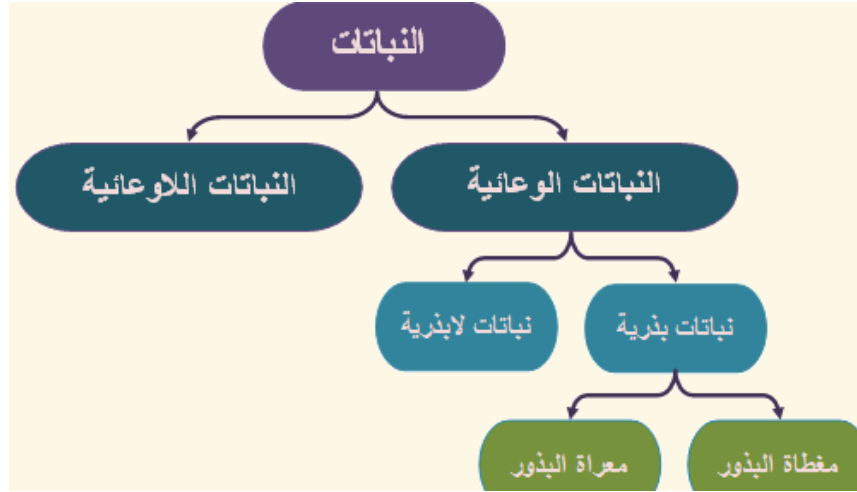 النباتات
النباتات الوعائية
النباتات اللاوعائية
نباتات بذرية
نباتات لابذرية
مغطاة البذور
معراة البذور